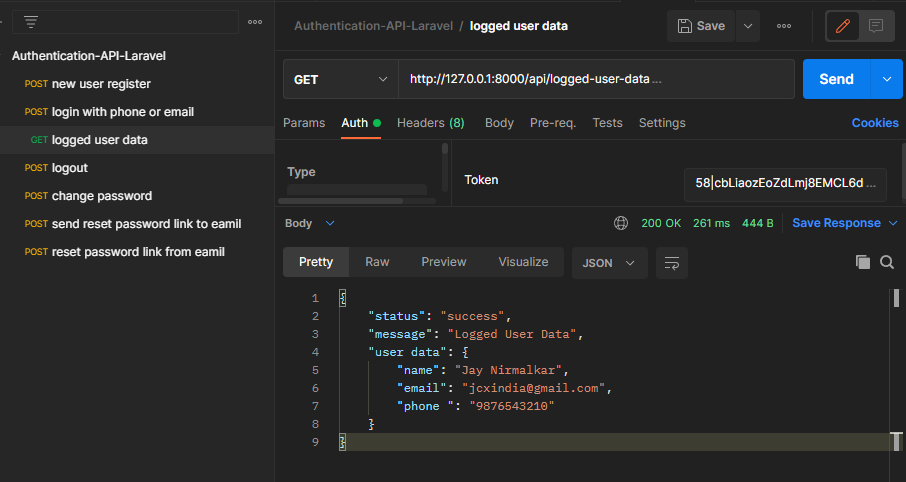 Authentication-API-Laravel / logged user data
Save
Authentication-API-Laravel
POST new user register
POST login with phone or email
GET logged user data
POST logout
POST change password
POST send reset password link to eamil
POST reset password link from eamil
GET
http://127.0.0.1:8000/api/logged-user-data...
Send
Params Auth Headers (8) Body Pre-req. Tests Settings Cookies
Type
Token
58|cbLiaozEoZdLmj8EMCL6d ...
Body
200 OK 261 ms 444 B Save Response
Pretty Raw Preview Visualize JSON
1 {
2 "status": "success",
3 "message": "Logged User Data",
4 "user data": {
5 "name": "Jay Nirmalkar",
6 "email": "jcxindia@gmail.com",
7 "phone ": "9876543210"
8 }
9 }